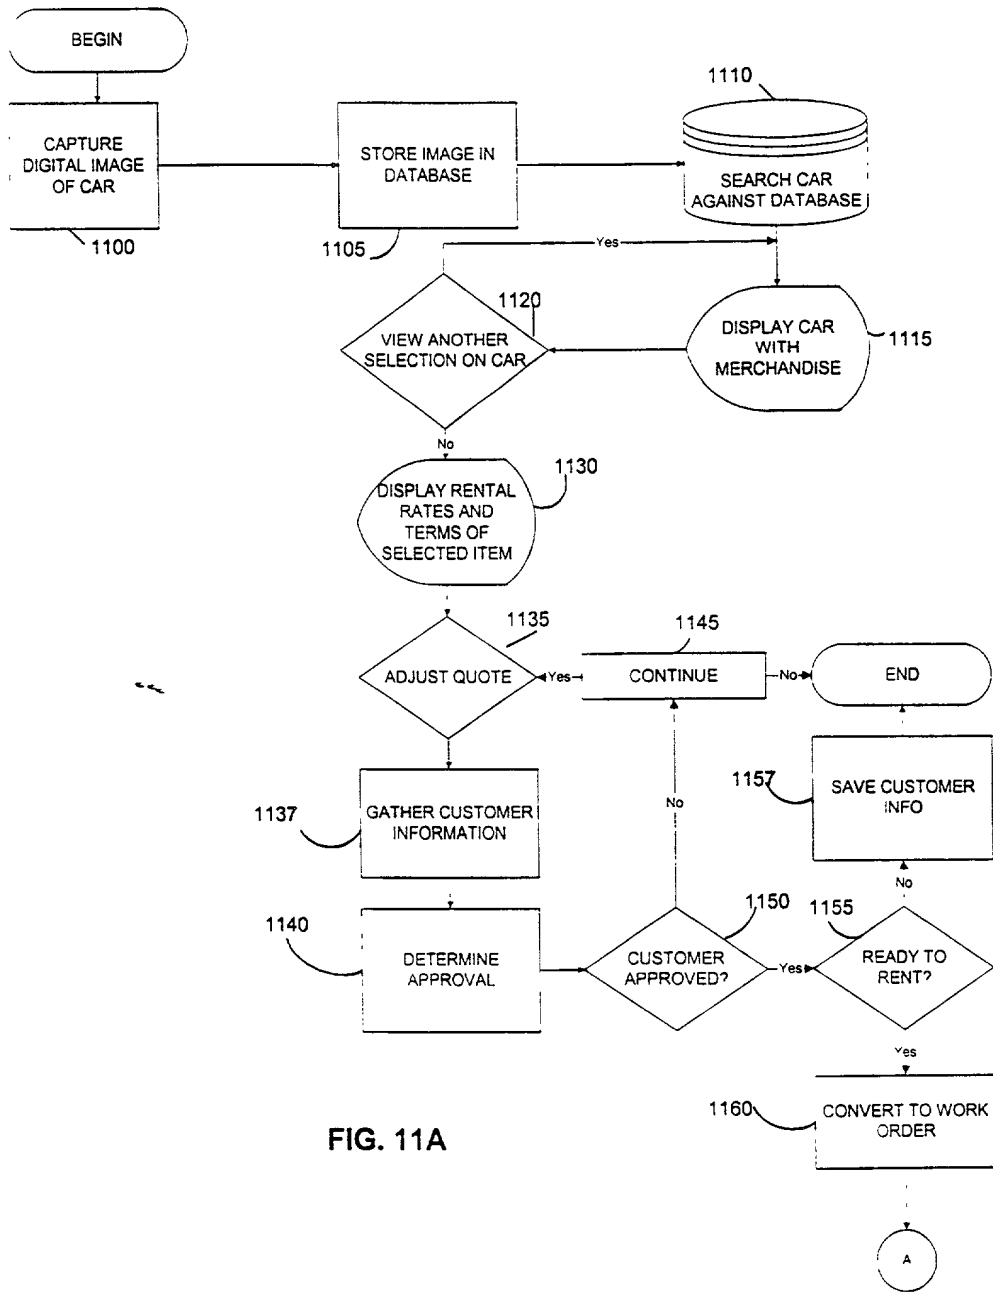 BEGIN
1110
CAPTURE
DIGITAL IMAGE
OF CAR
STORE IMAGE IN
DATABASE
SEARCH CAR
AGAINST DATABASE
1100
1105
Yes
1120
VIEW ANOTHER
SELECTION ON CAR
DISPLAY CAR
WITH
MERCHANDISE
1115
No
1130
DISPLAY RENTAL
RATES AND
TERMS OF
SELECTED ITEM
1135
1145
ADJUST QUOTE
Yes
CONTINUE
No
END
1137
GATHER CUSTOMER
INFORMATION
No
1157
SAVE CUSTOMER
INFO
No
1140
DETERMINE
APPROVAL
1150
CUSTOMER
APPROVED?
Yes
1155
READY TO
RENT?
Yes
1160
CONVERT TO WORK
ORDER
FIG. 11A
A